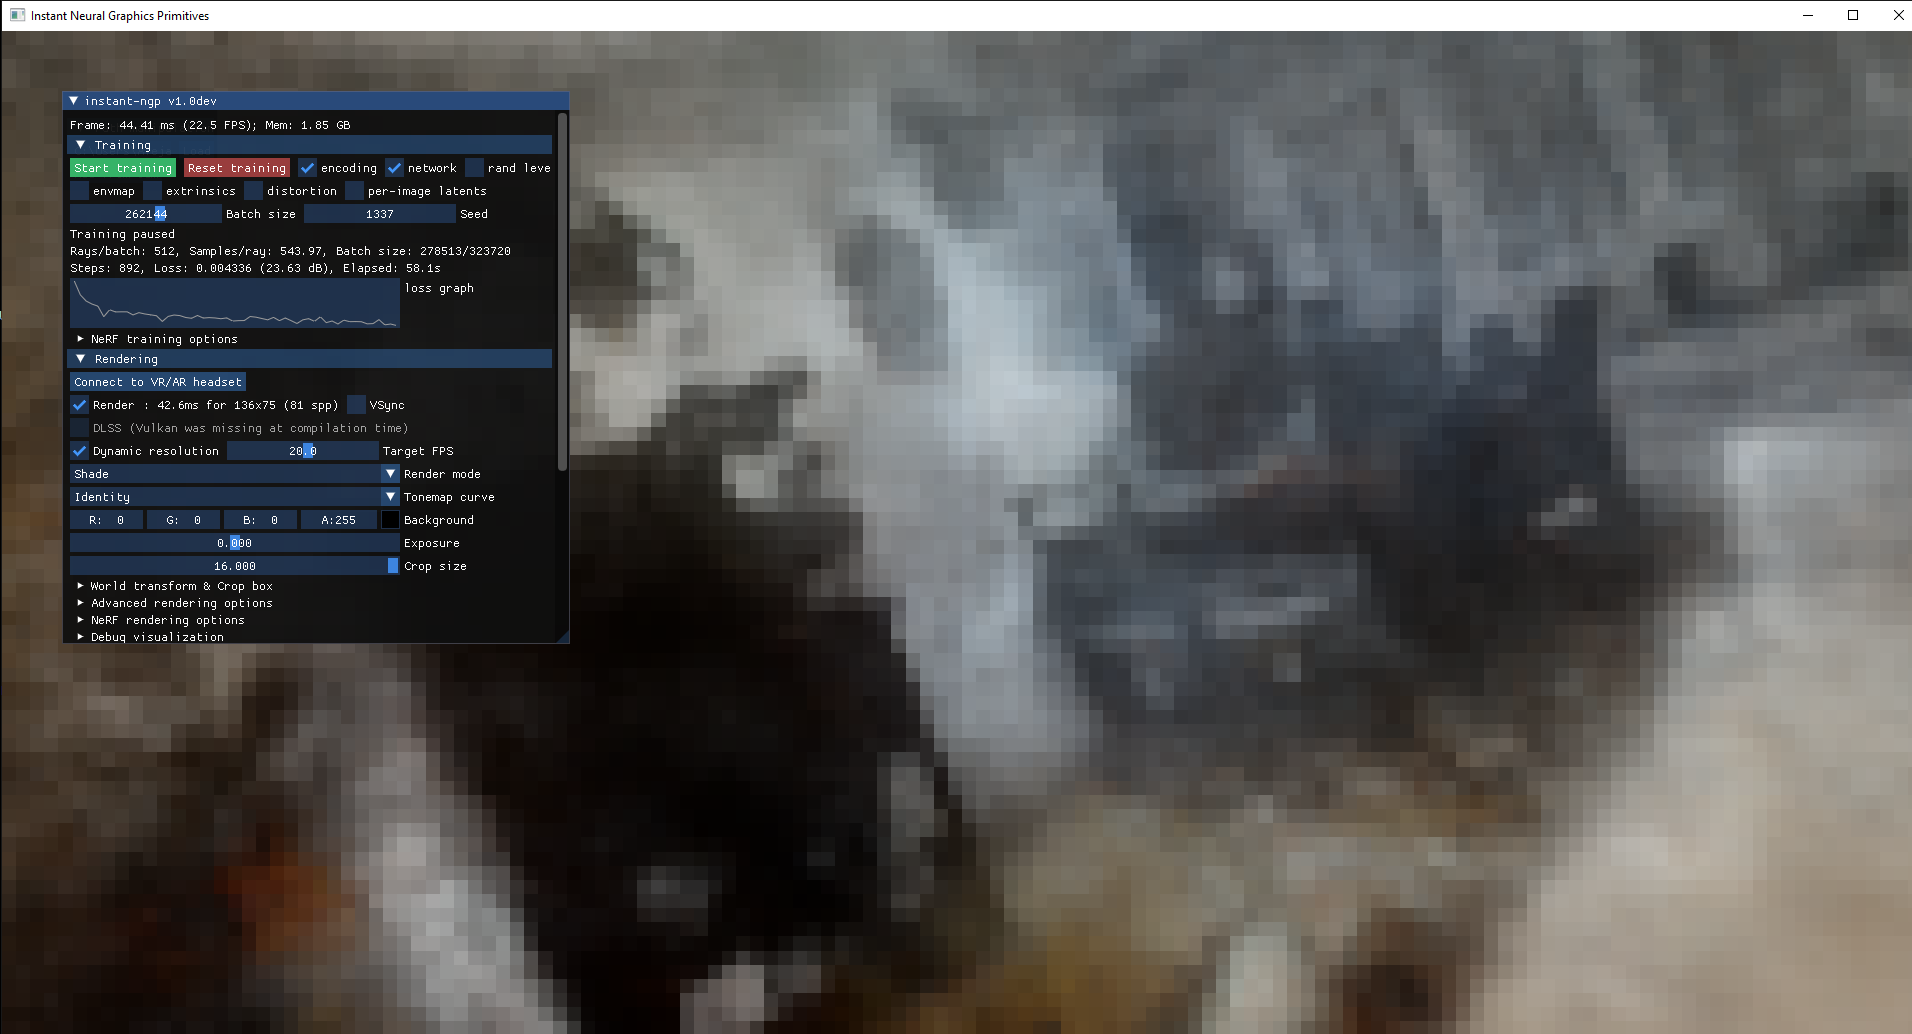 Instant Neural Graphics Primitives
instant-ngp v1.0dev
Frame: 44.41 ms (22.5 FPS); Mem: 1.85 GB
Training
Start training Reset training encoding network rand leve
envmap extrinsics distortion per-image latents
262144 Batch size 1337 Seed
Training paused
Rays/batch: 512, Samples/ray: 543.97, Batch size: 278513/323720
Steps: 892, Loss: 0.004336 (23.63 dB), Elapsed: 58.1s
loss graph
NeRF training options
Rendering
Connect to VR/AR headset
Render : 42.6ms for 136x75 (81 spp) VSync
DLSS (Vulkan was missing at compilation time)
Dynamic resolution 20.0 Target FPS
Shade Render mode
Identity Tonemap curve
R: 0 G: 0 B: 0 A:255 Background
0.000 Exposure
16.000 Crop size
World transform & Crop box
Advanced rendering options
NeRF rendering options
Debug visualization